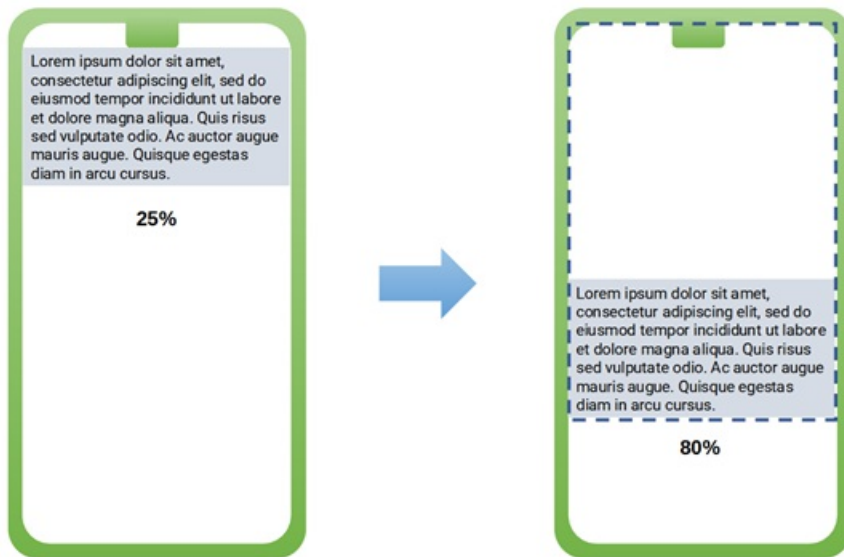 Lorem ipsum dolor sit amet,
consectetur adipiscing elit, sed do
eiusmod tempor incididunt ut labore
et dolore magna aliqua. Quis risus
sed vulputate odio. Ac auctor augue
mauris augue. Quisque egestas
diam in arcu cursus.
25%
Lorem ipsum dolor sit amet,
consectetur adipiscing elit, sed do
eiusmod tempor incididunt ut labore
et dolore magna aliqua. Quis risus
sed vulputate odio. Ac auctor augue
mauris augue. Quisque egestas
diam in arcu cursus.
80%